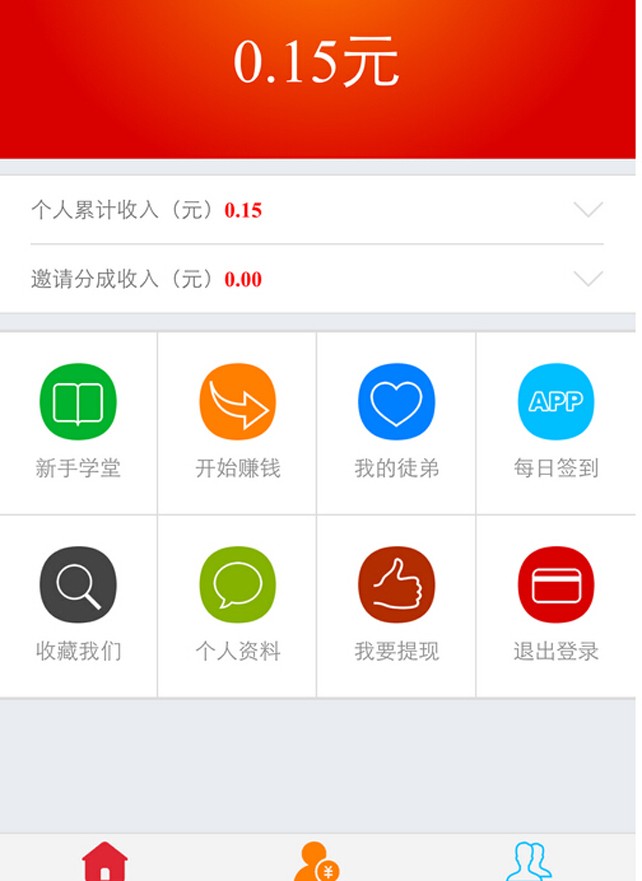 0.15元
个人累计收入（元）0.15
邀请分成收入（元）0.00
新手学堂
开始赚钱
我的徒弟
APP
每日签到
收藏我们
个人资料
我要提现
退出登录
¥